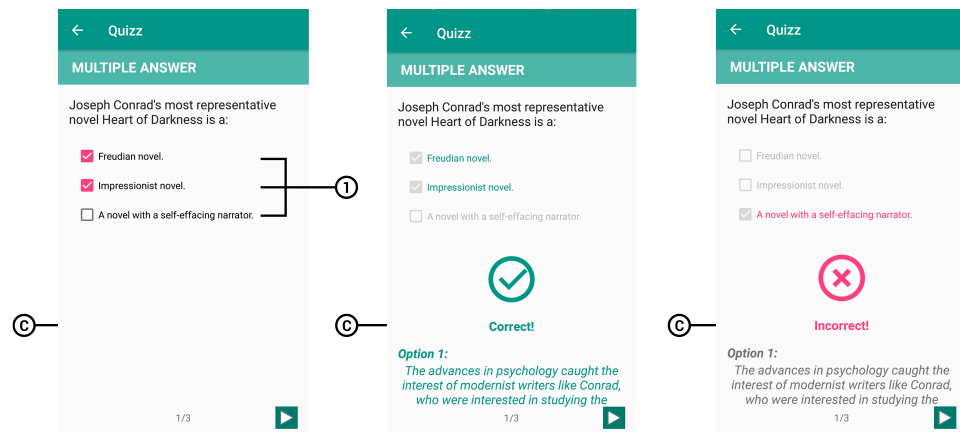 Quizz
MULTIPLE ANSWER
Joseph Conrad's most representative
novel Heart of Darkness is a:
Freudian novel.
Impressionist novel.
A novel with a self-effacing narrator.
1
C
1/3
Quizz
MULTIPLE ANSWER
Joseph Conrad's most representative
novel Heart of Darkness is a:
Freudian novel.
Impressionist novel.
A novel with a self-effacing narrator.
C
Correct!
Option 1:
The advances in psychology caught the
interest of modernist writers like Conrad,
who were interested in studying the
1/3
Quizz
MULTIPLE ANSWER
Joseph Conrad's most representative
novel Heart of Darkness is a:
Freudian novel.
Impressionist novel.
A novel with a self-effacing narrator.
C
Incorrect!
Option 1:
The advances in psychology caught the
interest of modernist writers like Conrad,
who were interested in studying the
1/3